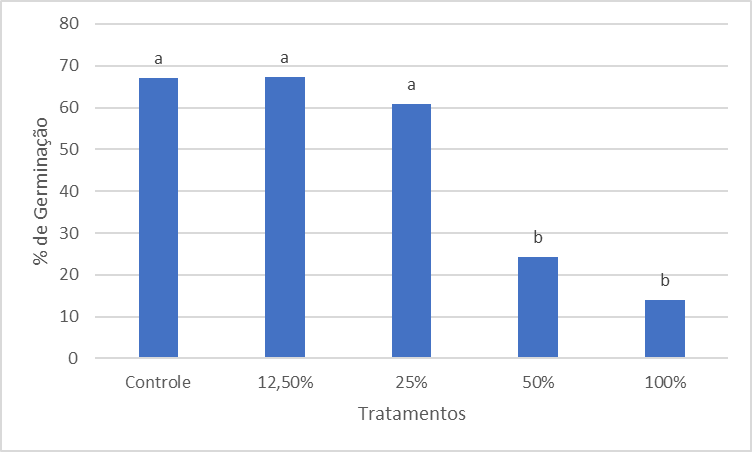 80
70
60
50
40
30
20
10
0
% de Germinação
a
a
a
b
b
Controle
12,50%
25%
50%
100%
Tratamentos